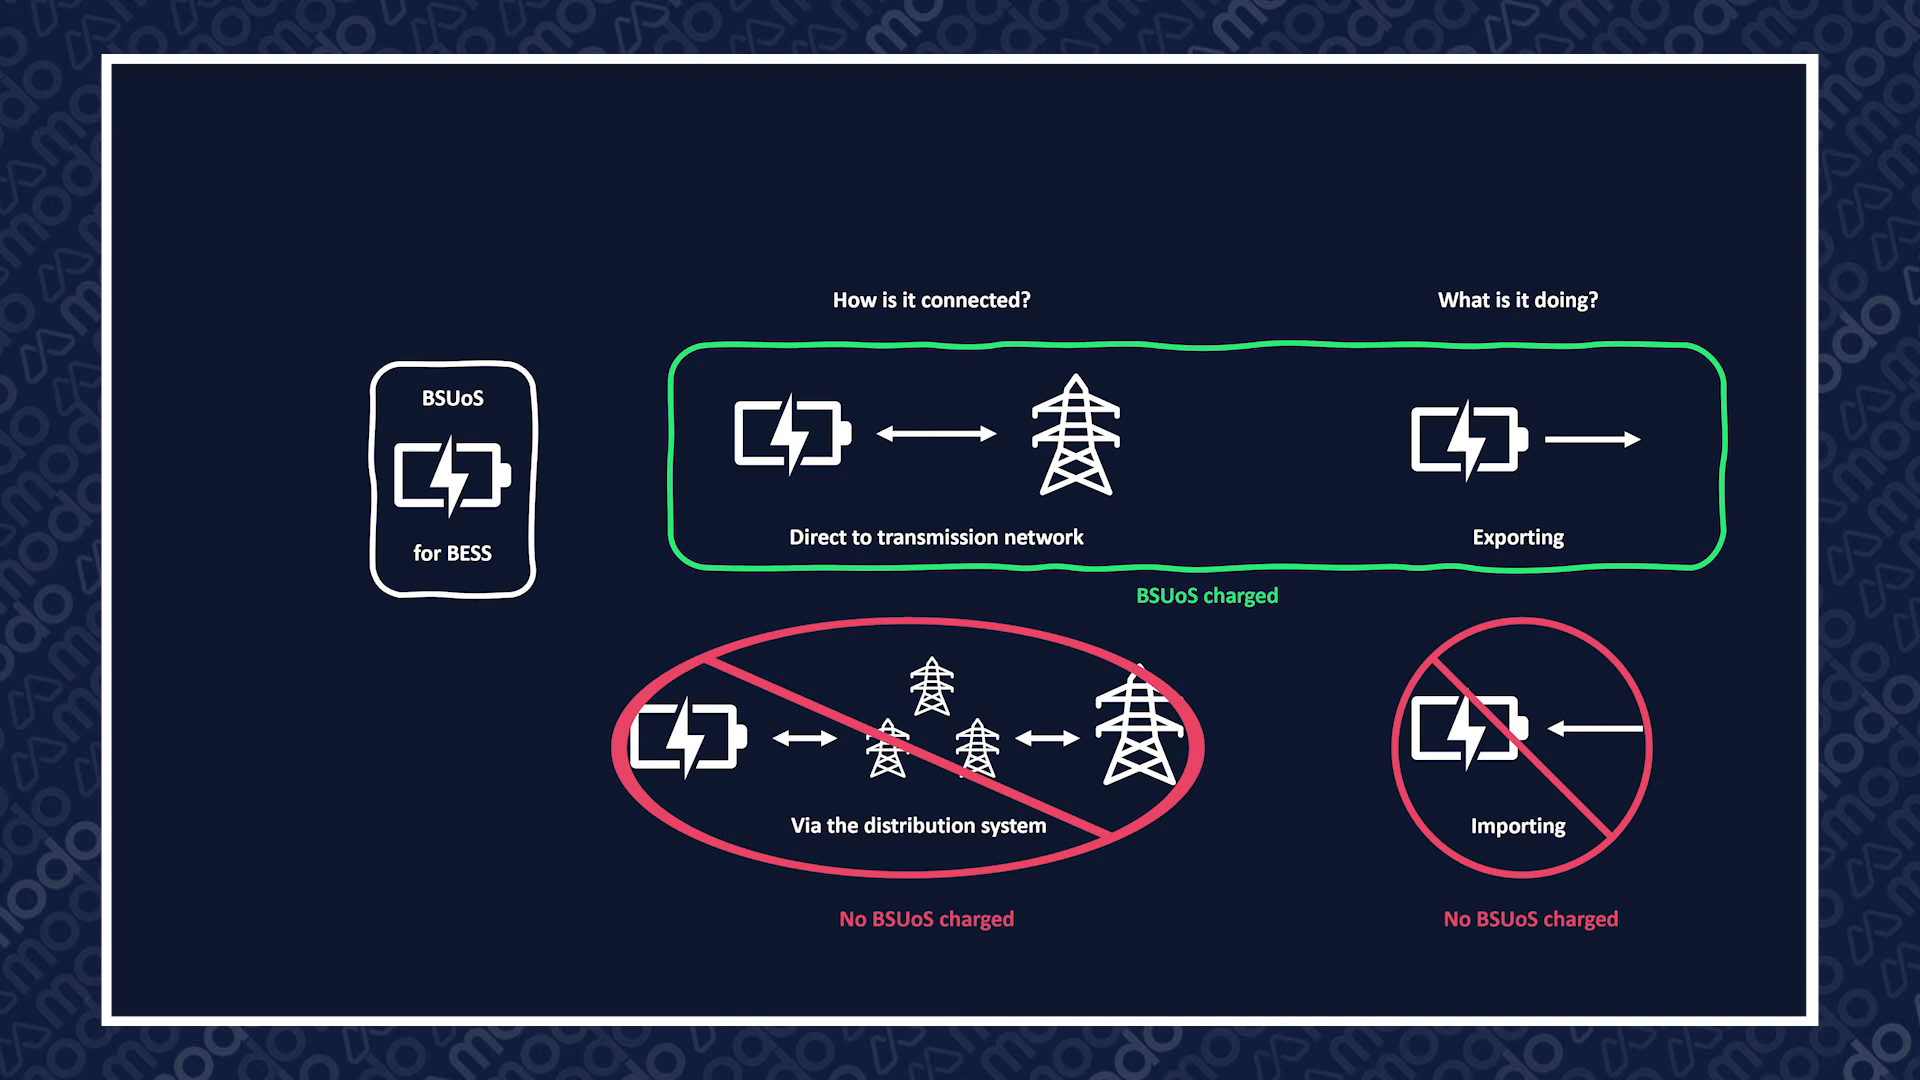 How is it connected?
What is it doing?
BSUoS
for BESS
Direct to transmission network
Exporting
BSUoS charged
Via the distribution system
Importing
No BSUoS charged
No BSUoS charged
modo